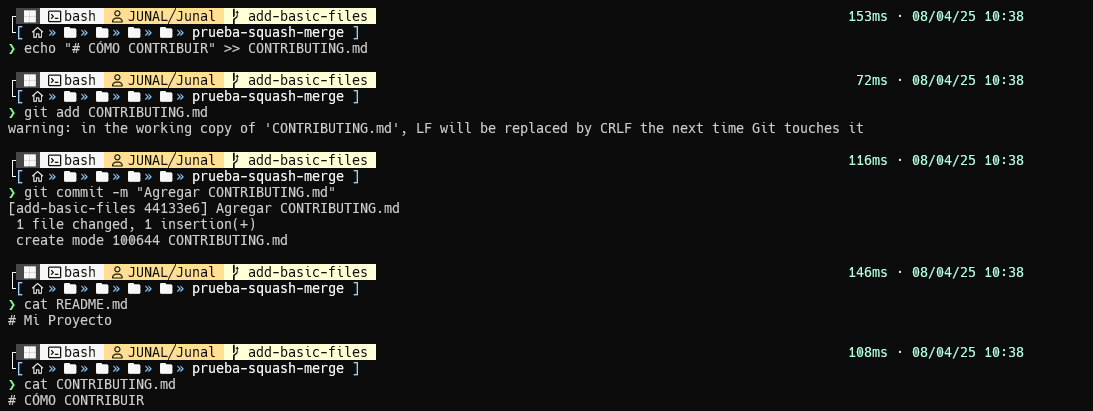 bash JUNAL/Junal add-basic-files 153ms · 08/04/25 10:38
[ » » » » » prueba-squash-merge ]
❯ echo "# CÓMO CONTRIBUIR" >> CONTRIBUTING.md
bash JUNAL/Junal add-basic-files 72ms · 08/04/25 10:38
[ » » » » » prueba-squash-merge ]
❯ git add CONTRIBUTING.md
warning: in the working copy of 'CONTRIBUTING.md', LF will be replaced by CRLF the next time Git touches it
bash JUNAL/Junal add-basic-files 116ms · 08/04/25 10:38
[ » » » » » prueba-squash-merge ]
❯ git commit -m "Agregar CONTRIBUTING.md"
[add-basic-files 44133e6] Agregar CONTRIBUTING.md
1 file changed, 1 insertion(+)
create mode 100644 CONTRIBUTING.md
bash JUNAL/Junal add-basic-files 146ms · 08/04/25 10:38
[ » » » » » prueba-squash-merge ]
❯ cat README.md
# Mi Proyecto
bash JUNAL/Junal add-basic-files 108ms · 08/04/25 10:38
[ » » » » » prueba-squash-merge ]
❯ cat CONTRIBUTING.md
# CÓMO CONTRIBUIR